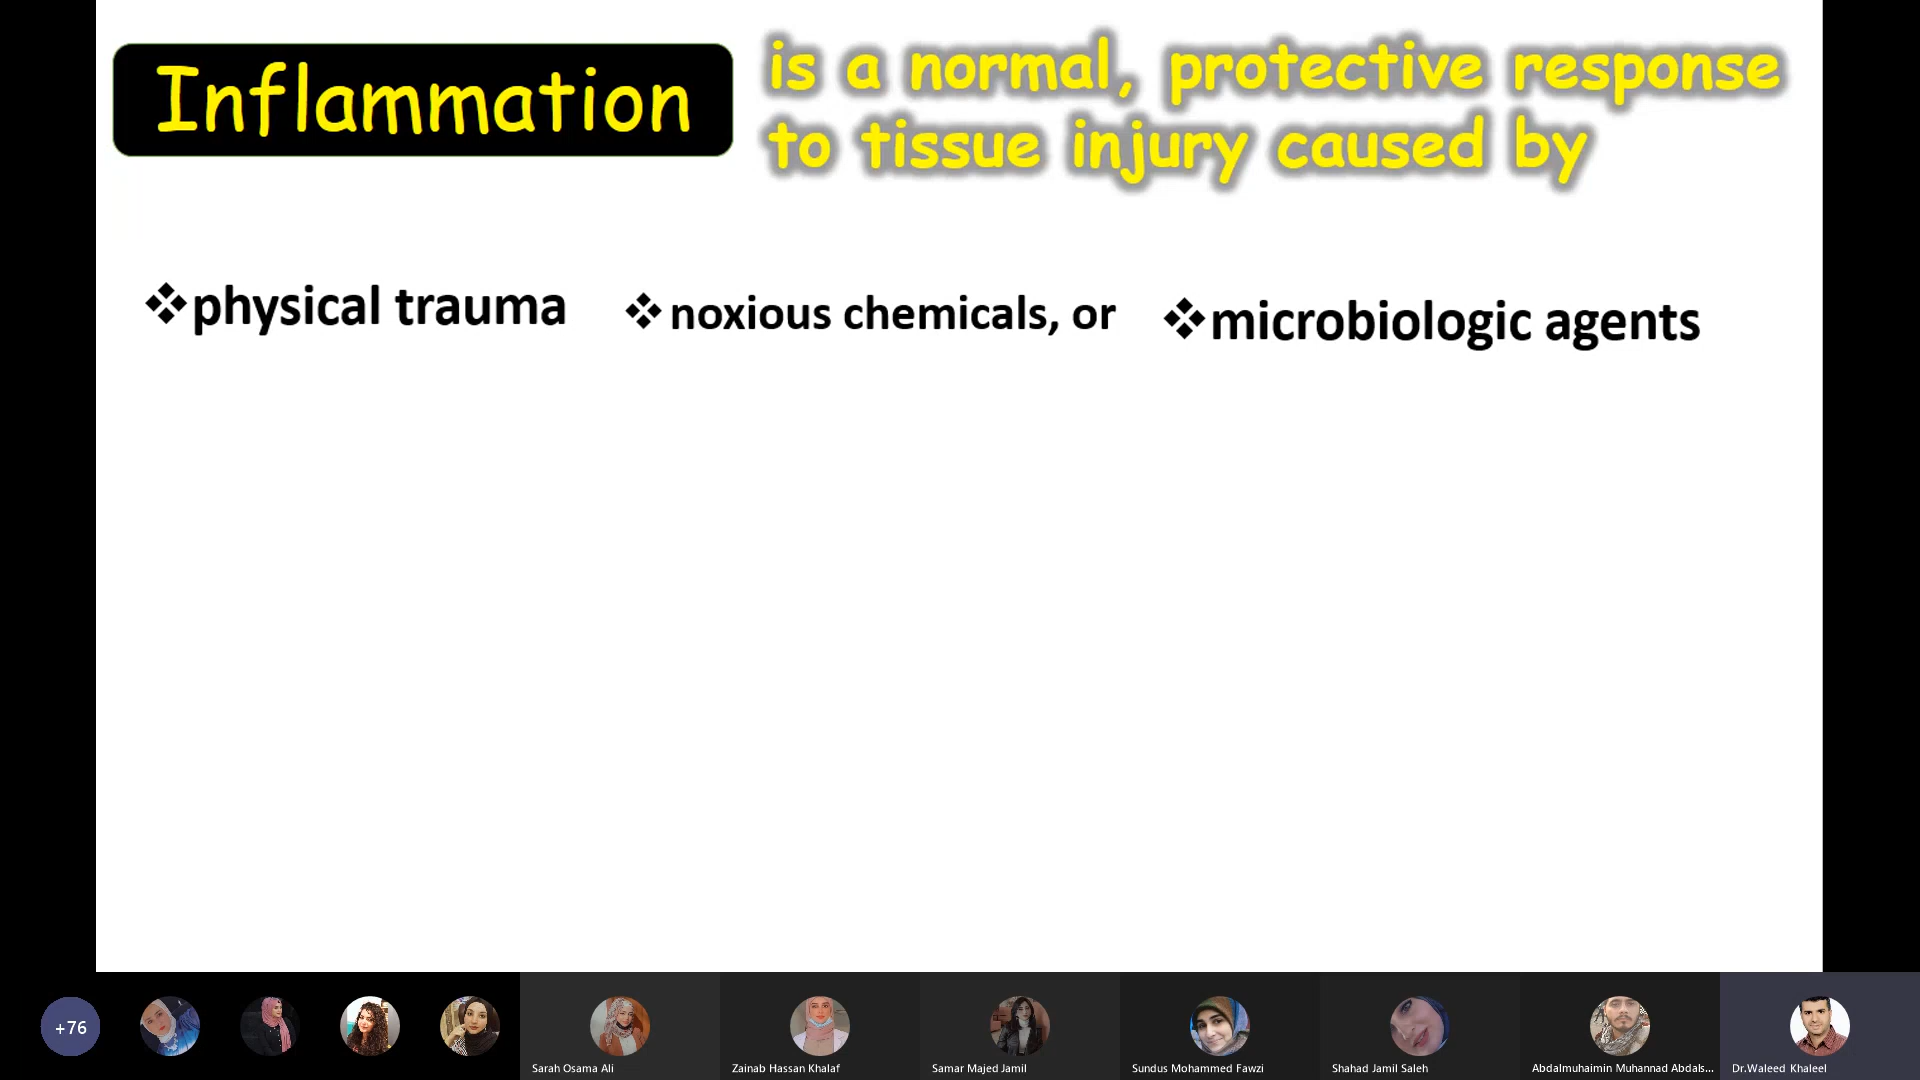 Inflammation
is a normal, protective response
to tissue injury caused by
❖physical trauma
❖noxious chemicals, or
❖microbiologic agents
+76
Sarah Osama Ali
Zainab Hassan Khalaf
Samar Majed Jamil
Sundus Mohammed Fawzi
Shahad Jamil Saleh
Abdalmuhaimin Muhannad Abdals...
Dr.Waleed Khaleel